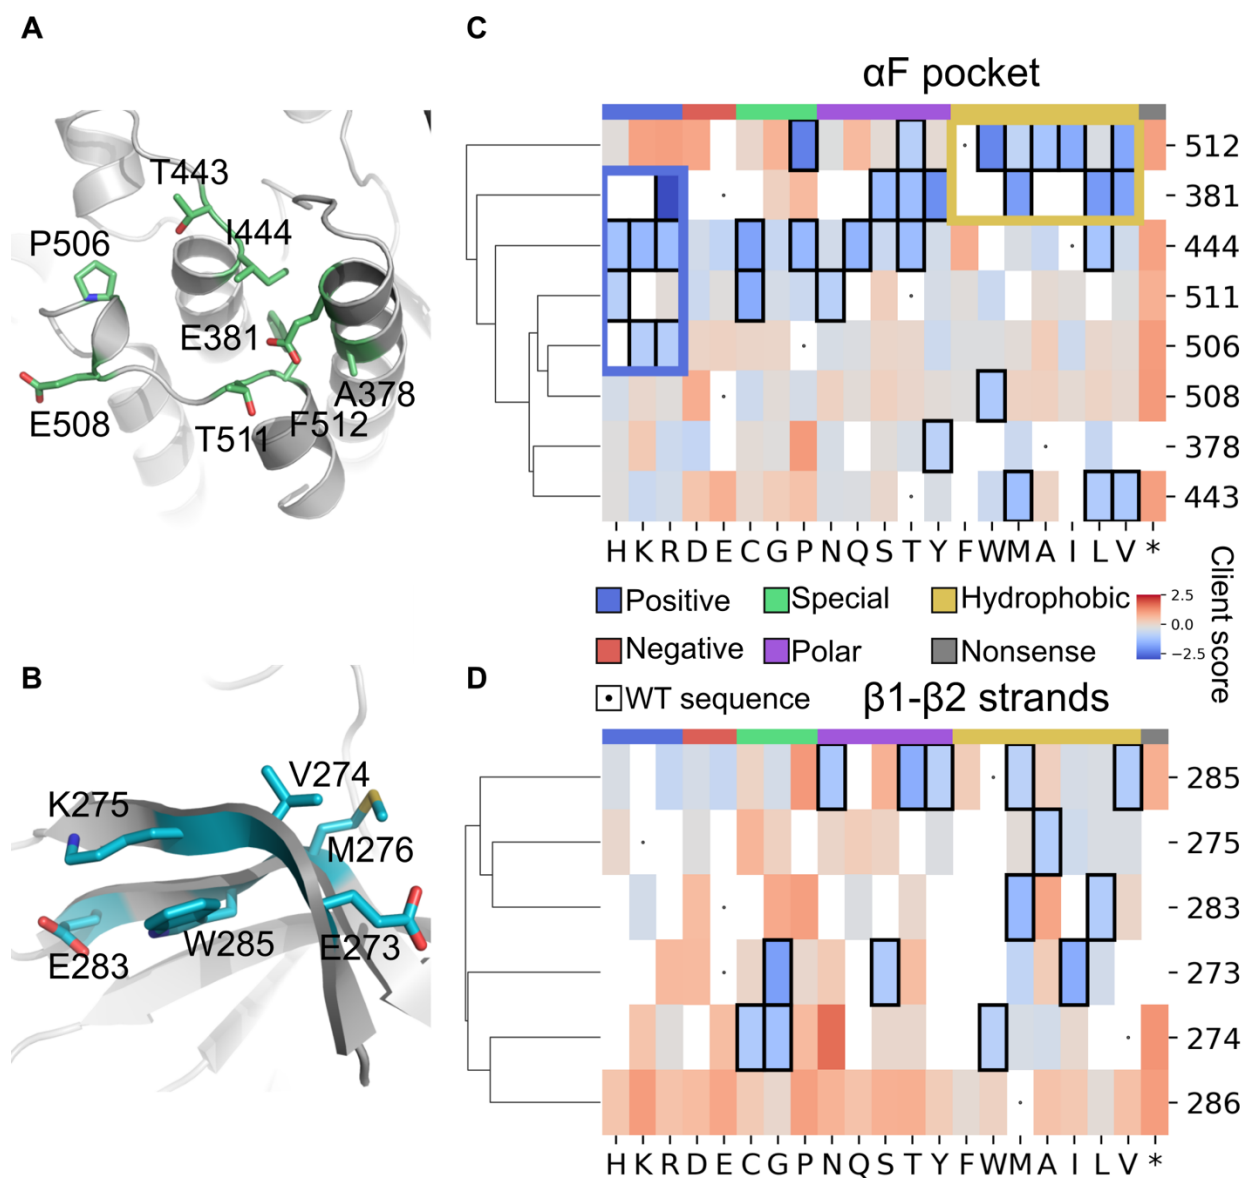 A
T443
I444
P506
E381
A378
E508
T511
F512
C
αF pocket
512
381
444
511
506
508
378
443
H K R D E C G P N Q S T Y F W M A I L V *
Positive
Special
Hydrophobic
Negative
Polar
Nonsense
WT sequence
2.5
0.0
−2.5
Client score
B
V274
K275
M276
W285
E273
E283
D
β1-β2 strands
285
275
283
273
274
286
H K R D E C G P N Q S T Y F W M A I L V *